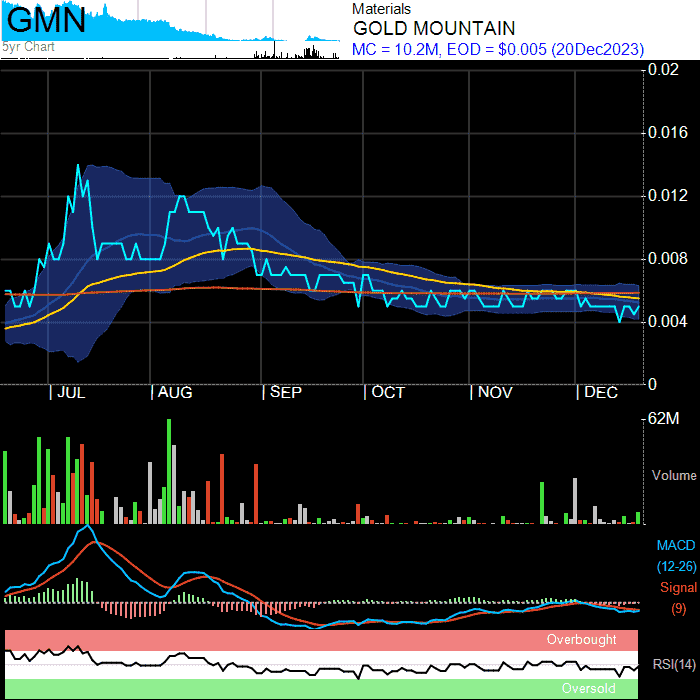 GMN
5yr Chart
Materials
GOLD MOUNTAIN
MC = 10.2M, EOD = $0.005 (20Dec2023)
0.02
0.016
0.012
0.008
0.004
0
JUL AUG SEP OCT NOV DEC
62M
Volume
MACD
(12-26)
Signal
(9)
Overbought
RSI(14)
Oversold